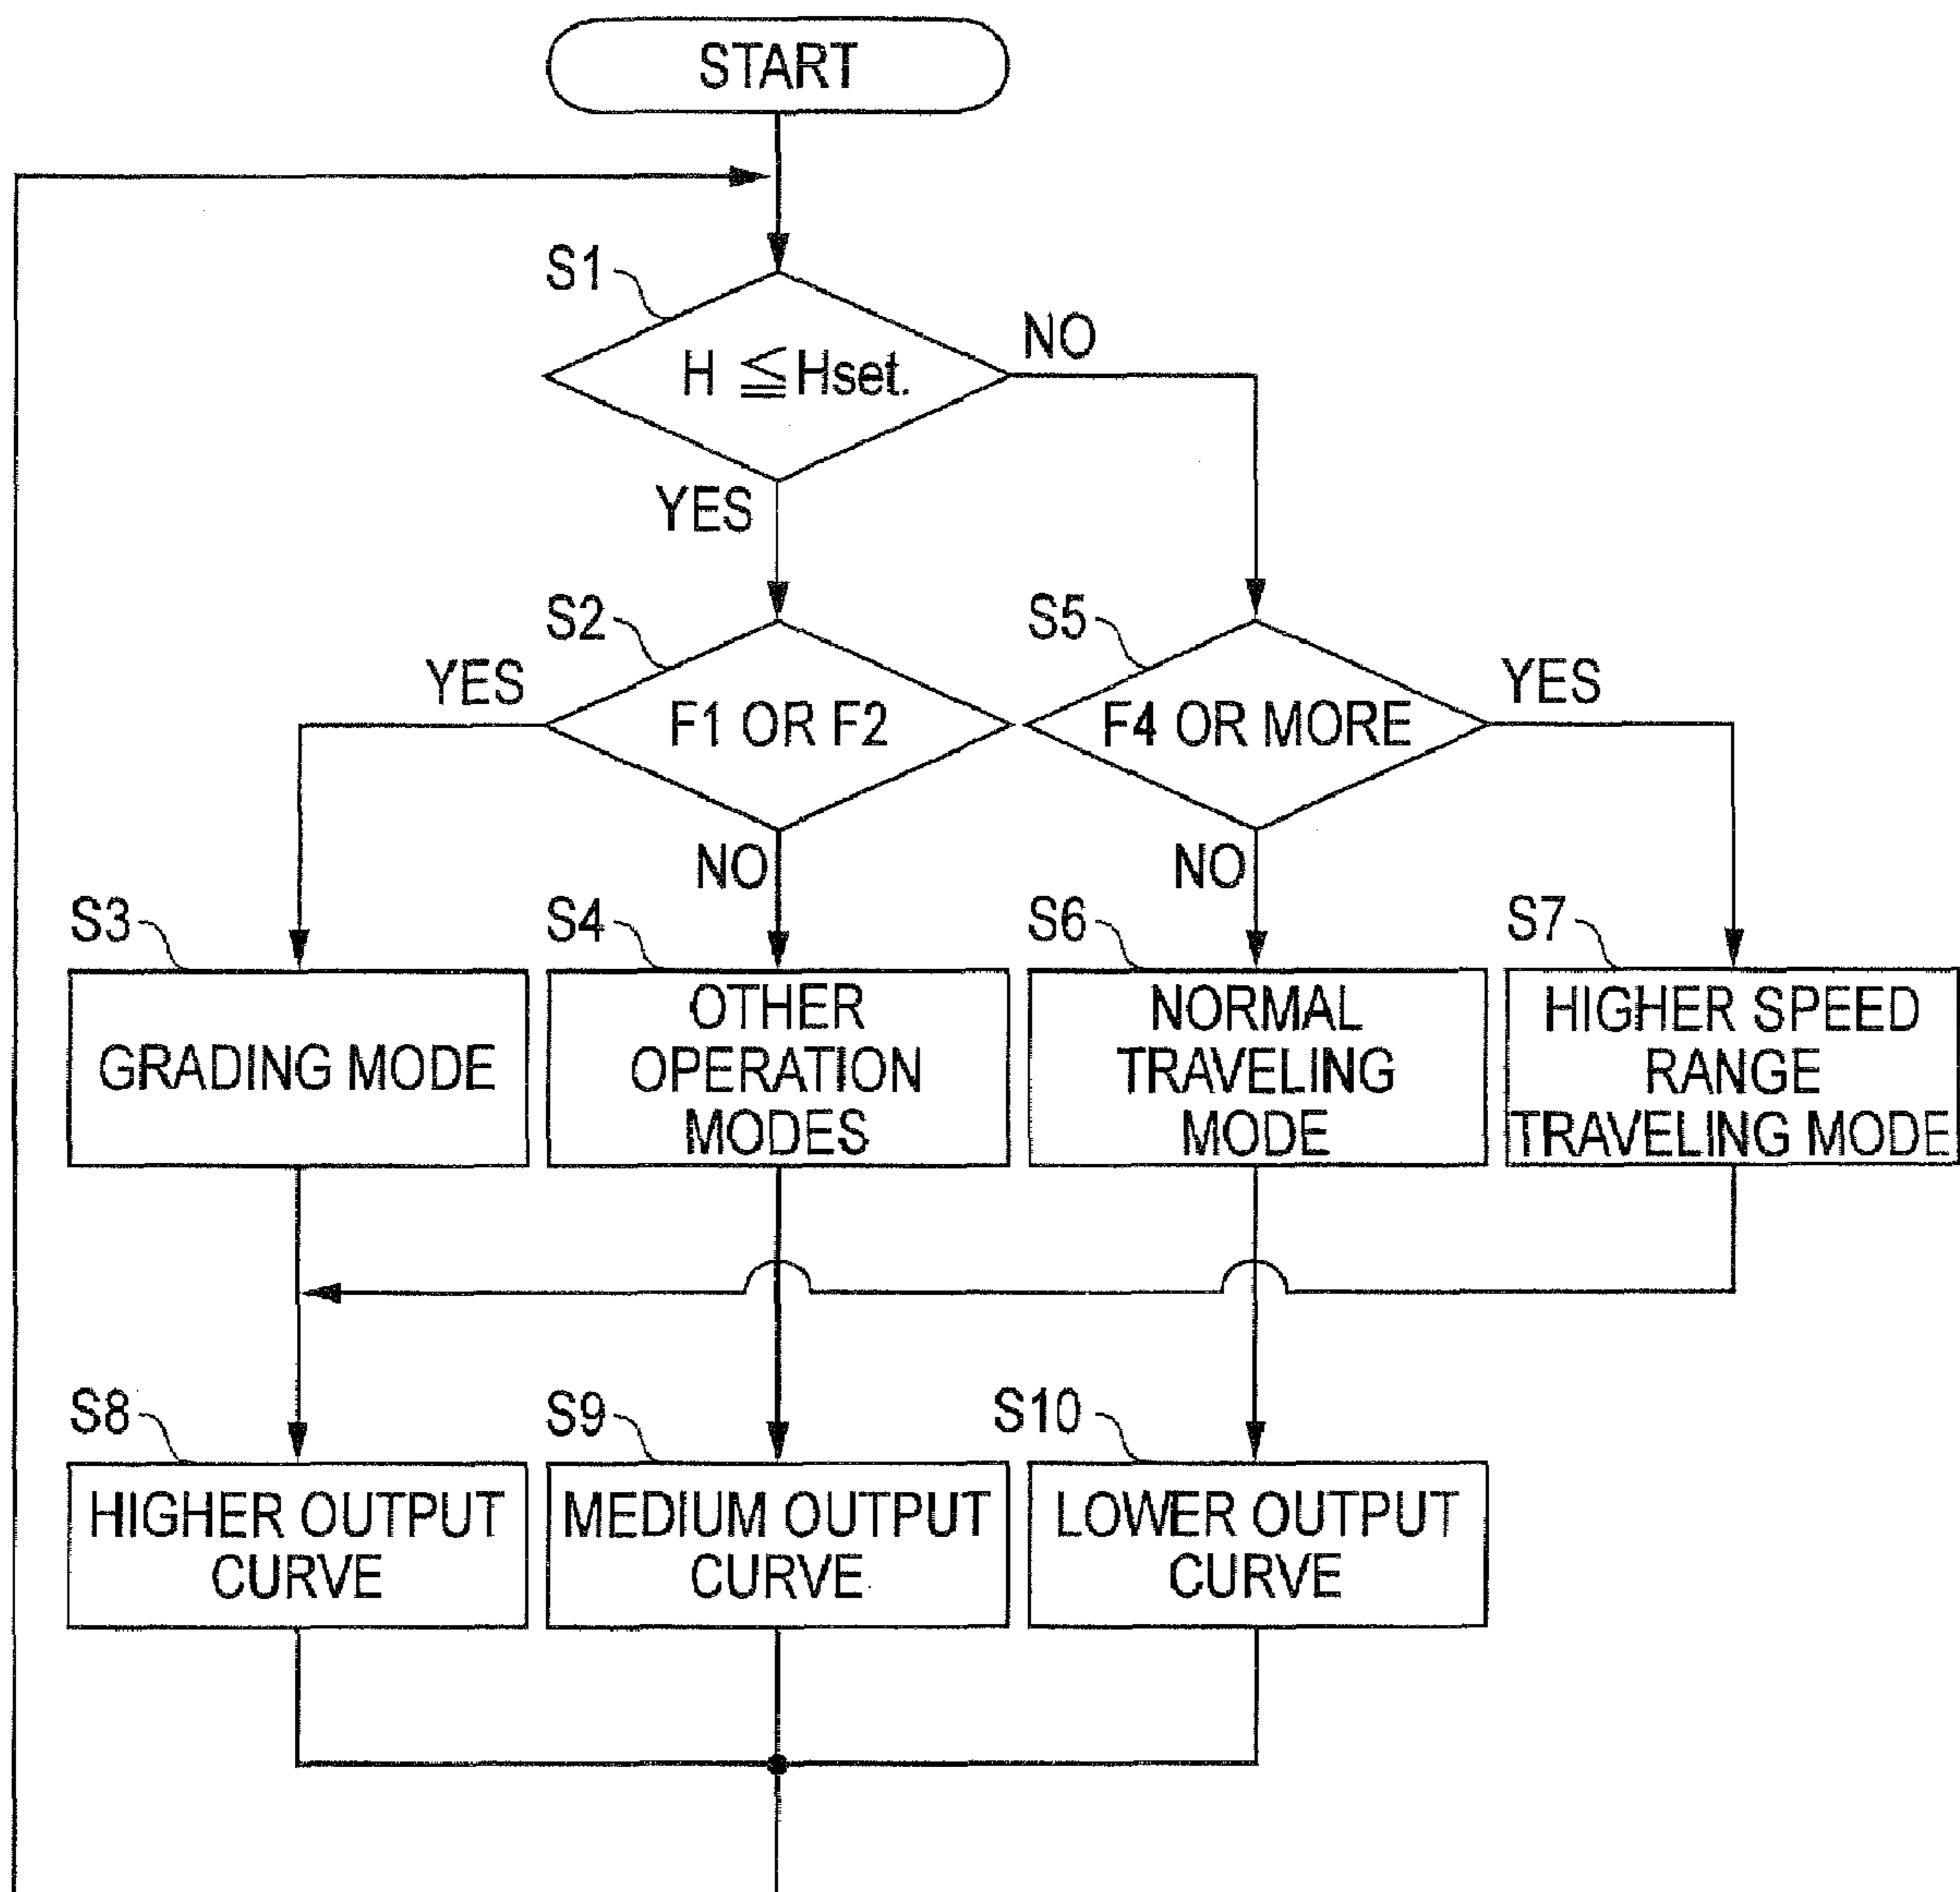 START
S1
H ≦Hset.
NO
YES
S2
YES
F1 OR F2
NO
S5
F4 OR MORE
YES
NO
S3
GRADING MODE
S4
OTHER
OPERATION
MODES
S6
NORMAL
TRAVELING
MODE
S7
HIGHER SPEED
RANGE
TRAVELING MODE
S8
HIGHER OUTPUT
CURVE
S9
MEDIUM OUTPUT
CURVE
S10
LOWER OUTPUT
CURVE